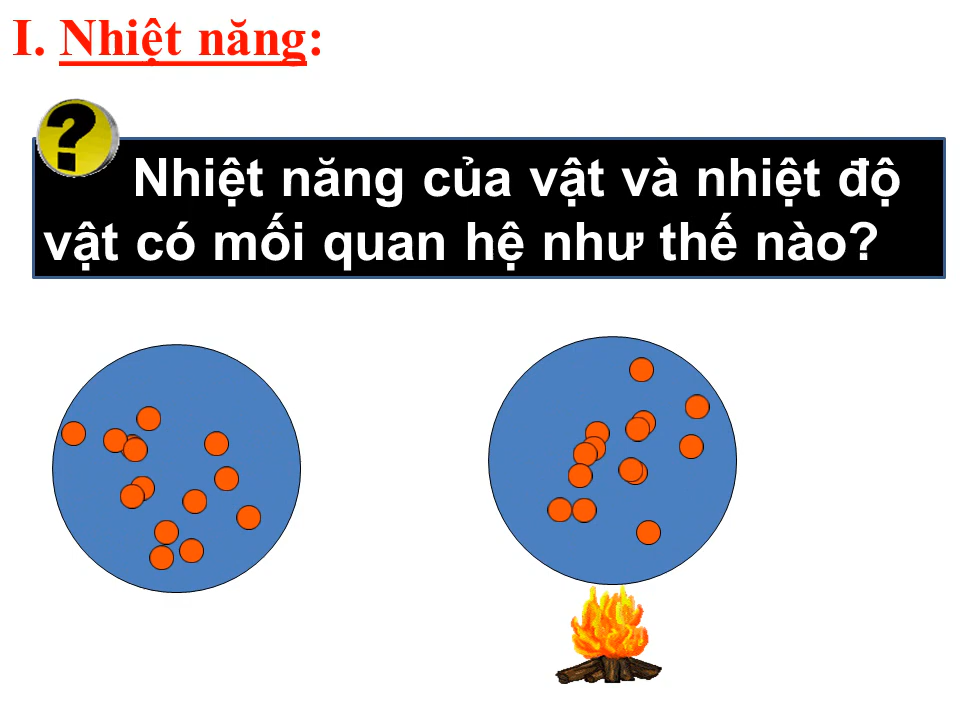 I. Nhiệt năng:
?
Nhiệt năng của vật và nhiệt độ
vật có mối quan hệ như thế nào?